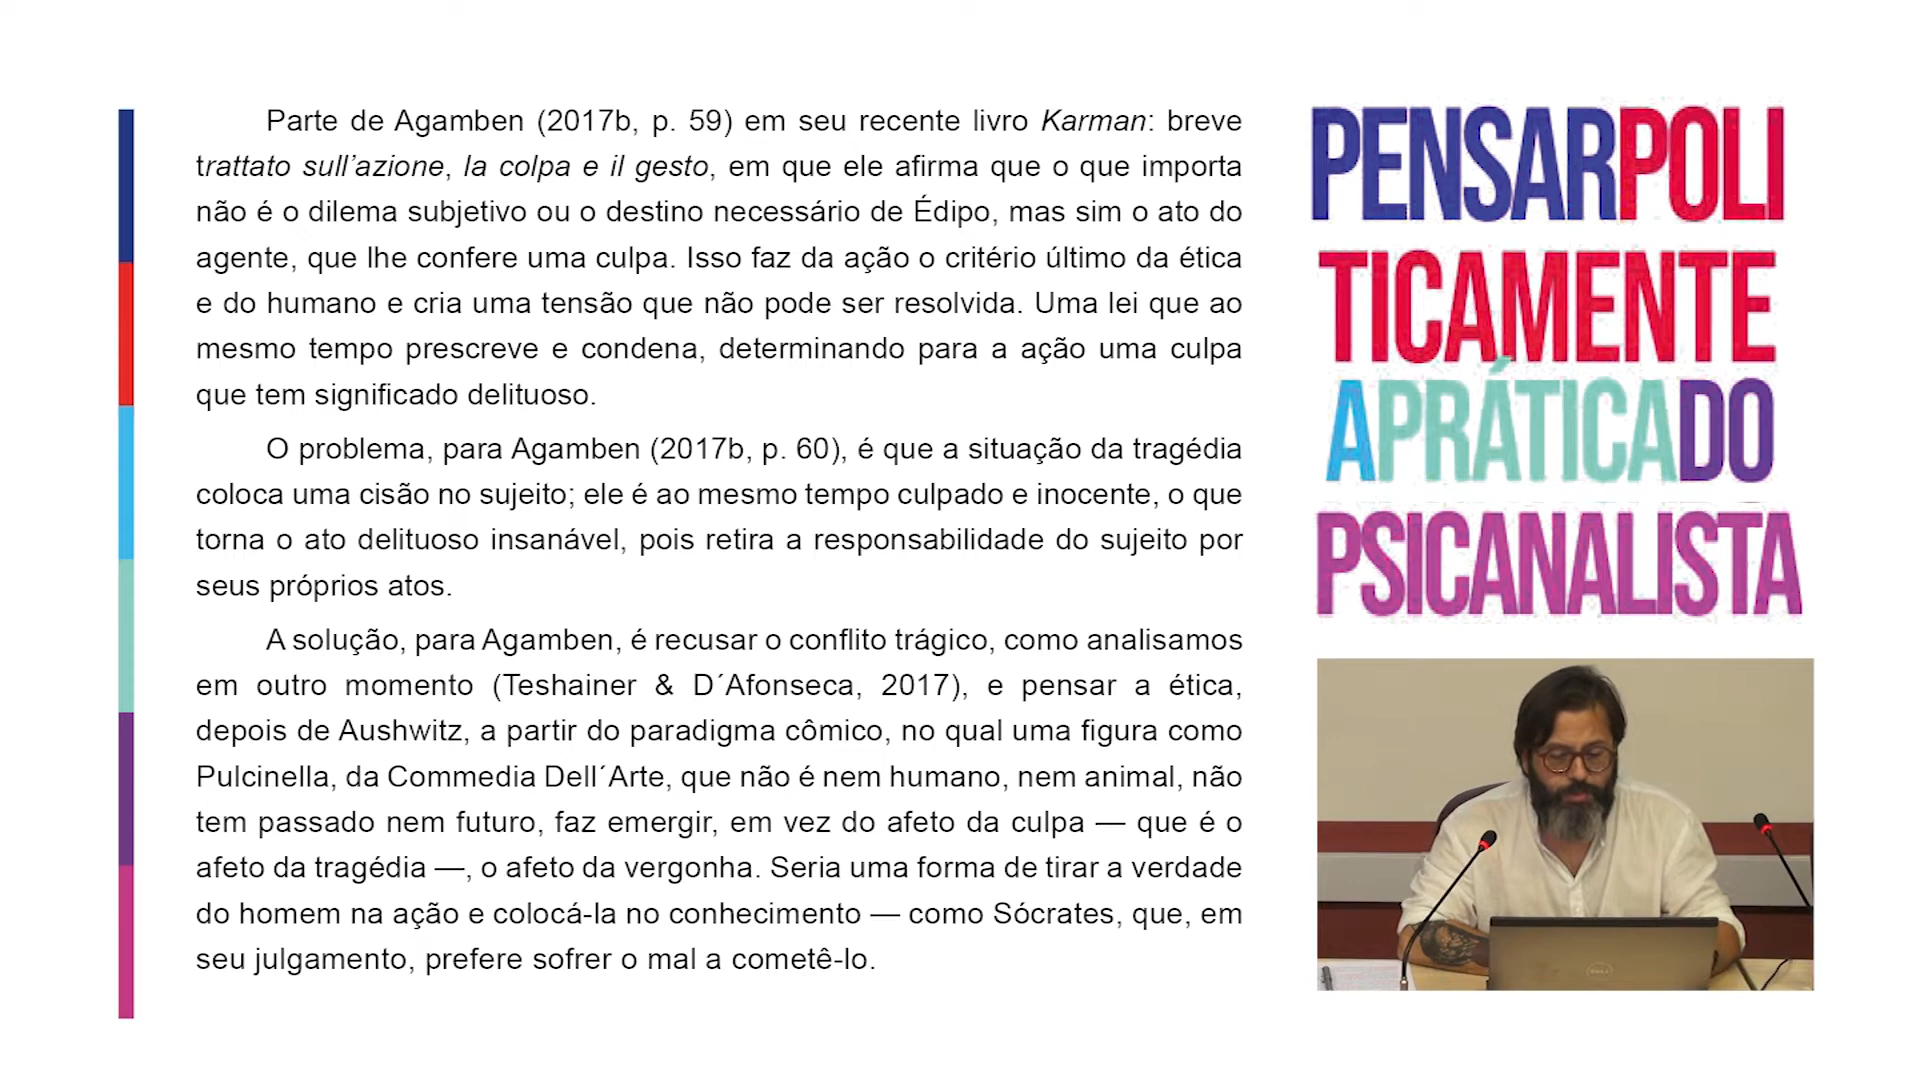 Parte de Agamben (2017b, p. 59) em seu recente livro Karman: breve
trattato sull’azione, la colpa e il gesto, em que ele afirma que o que importa
não é o dilema subjetivo ou o destino necessário de Édipo, mas sim o ato do
agente, que lhe confere uma culpa. Isso faz da ação o critério último da ética
e do humano e cria uma tensão que não pode ser resolvida. Uma lei que ao
mesmo tempo prescreve e condena, determinando para a ação uma culpa
que tem significado delituoso.
O problema, para Agamben (2017b, p. 60), é que a situação da tragédia
coloca uma cisão no sujeito; ele é ao mesmo tempo culpado e inocente, o que
torna o ato delituoso insanável, pois retira a responsabilidade do sujeito por
seus próprios atos.
A solução, para Agamben, é recusar o conflito trágico, como analisamos
em outro momento (Teshainer & D´Afonseca, 2017), e pensar a ética,
depois de Aushwitz, a partir do paradigma cômico, no qual uma figura como
Pulcinella, da Commedia Dell´Arte, que não é nem humano, nem animal, não
tem passado nem futuro, faz emergir, em vez do afeto da culpa — que é o
afeto da tragédia —, o afeto da vergonha. Seria uma forma de tirar a verdade
do homem na ação e colocá-la no conhecimento — como Sócrates, que, em
seu julgamento, prefere sofrer o mal a cometê-lo.
PENSARPOLI
TICAMENTE
APRÁTICADO
PSICANALISTA
DELL